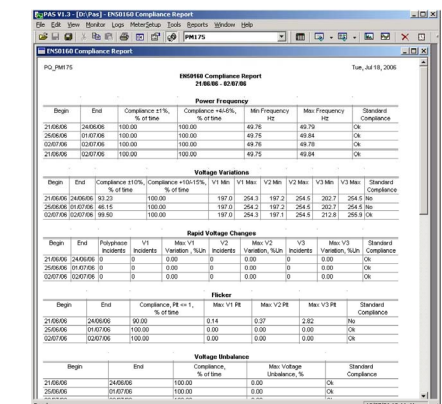 PAS V1.3 - [Dr\Pas] - EN50160 Compliance Report
File Edit View Monitor Logs MeterSetup Tools Reports Window Help
PM175
EN50160 Compliance Report
PQ_PM175 Tue, Jul 18, 2006
EN50160 Compliance Report
21/06/06 - 02/07/06
Power Frequency
Begin End Compliance ±1%, Compliance +4/-6%, Min Frequency Max Frequency Standard
% of time % of time Hz Hz Compliance
21/06/06 24/06/06 100.00 100.00 49.76 49.79 Ok
25/06/06 01/07/06 100.00 100.00 49.75 49.84 Ok
02/07/06 02/07/06 100.00 100.00 49.76 49.78 Ok
21/06/06 02/07/06 100.00 100.00 49.75 49.84 Ok
Voltage Variations
Begin End Compliance ±10%, Compliance +10/-15%, V1 Min V1 Max V2 Min V2 Max V3 Min V3 Max Standard
% of time % of time Compliance
21/06/06 24/06/06 93.23 100.00 197.0 254.3 197.2 254.5 202.7 254.5 No
25/06/06 01/07/06 46.15 100.00 197.0 254.2 197.2 254.5 202.7 254.5 No
02/07/06 02/07/06 99.50 100.00 197.0 254.3 197.1 254.5 212.8 255.9 Ok
Rapid Voltage Changes
Begin End Polyphase V1 Max V1 V2 Max V2 V3 Max V3 Standard
Incidents Incidents Variation , %Un Incidents Variation, %Un Incidents Variation, %Un Compliance
21/06/06 24/06/06 0 0 0.00 0 0.00 0 0.00 Ok
25/06/06 01/07/06 0 0 0.00 0 0.00 0 0.00 Ok
02/07/06 02/07/06 0 0 0.00 0 0.00 0 0.00 Ok
Flicker
Begin End Compliance, Plt <= 1, Max V1 Plt Max V2 Plt Max V3 Plt Standard
% of time Compliance
21/06/06 24/06/06 90.00 0.14 0.37 2.82 No
25/06/06 01/07/06 100.00 0.00 0.00 0.00 Ok
02/07/06 02/07/06 100.00 0.00 0.00 0.00 Ok
Voltage Unbalance
Begin End Compliance, Max Voltage Standard
% of time Unbalance, % Compliance
21/06/06 24/06/06 100.00 0.00 Ok
25/06/06 01/07/06 100.00 0.00 Ok